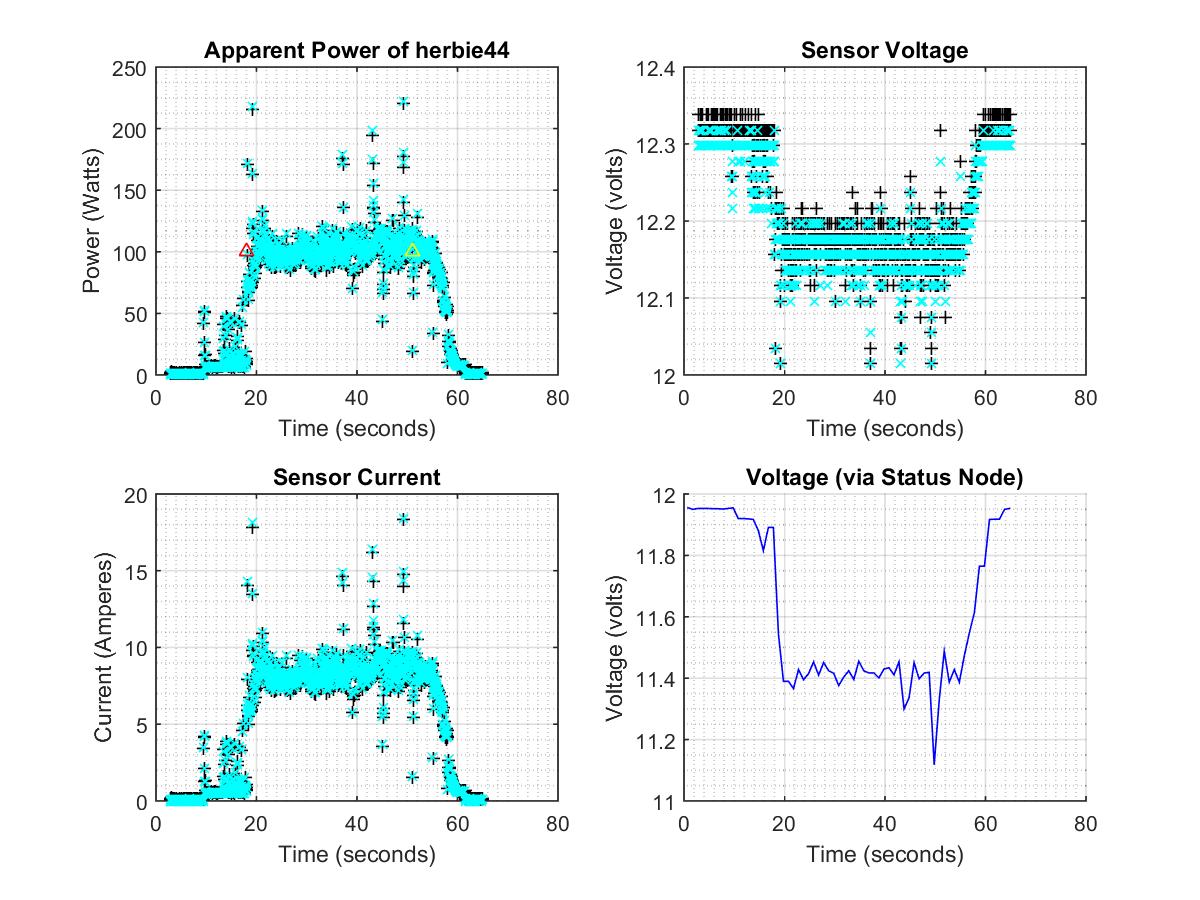 Apparent Power of herbie44
250
200
150
100
50
0
Power (Watts)
0 20 40 60 80
Time (seconds)
Sensor Voltage
12.4
12.3
12.2
12.1
12
Voltage (volts)
0 20 40 60 80
Time (seconds)
Sensor Current
20
15
10
5
0
Current (Amperes)
0 20 40 60 80
Time (seconds)
Voltage (via Status Node)
12
11.8
11.6
11.4
11.2
11
Voltage (volts)
0 20 40 60 80
Time (seconds)